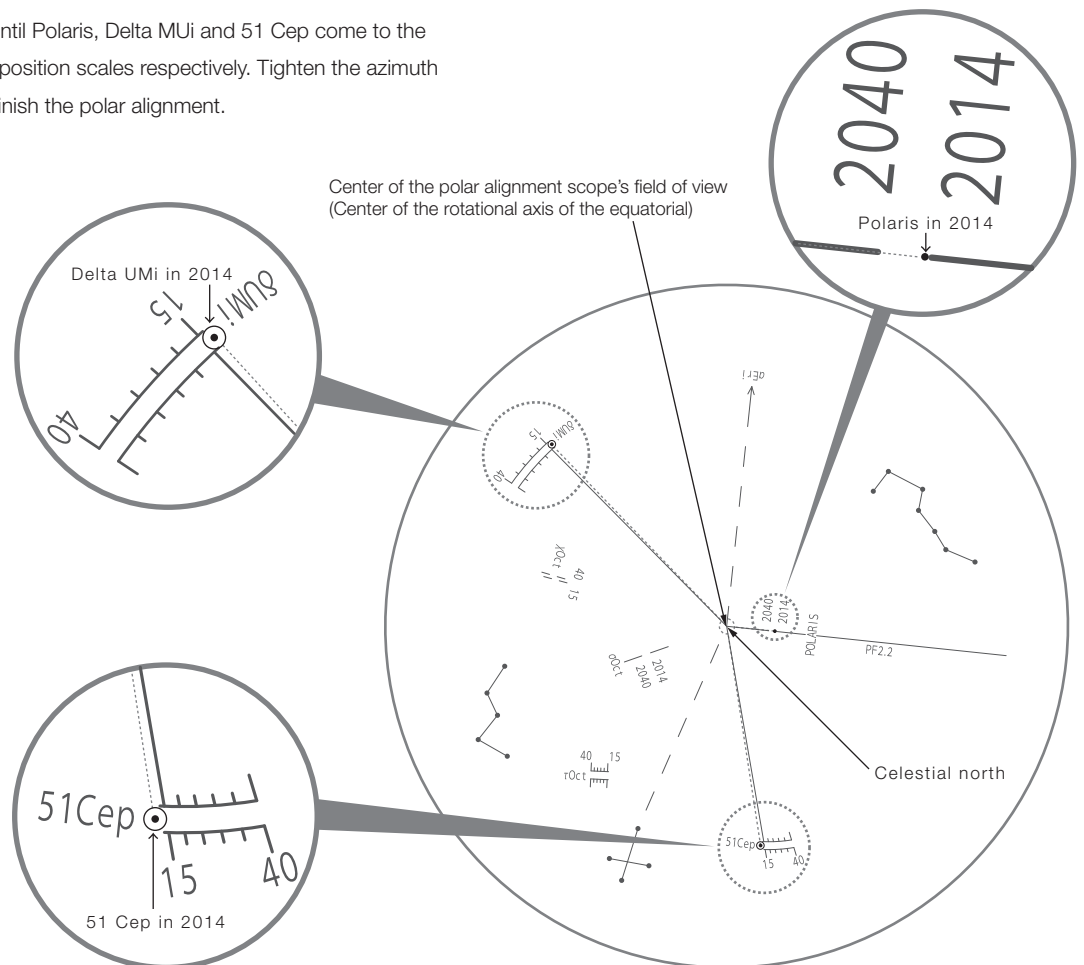 ntil Polaris, Delta MUi and 51 Cep come to the
position scales respectively. Tighten the azimuth
inish the polar alignment.
2040
2014
Polaris in 2014
Center of the polar alignment scope's field of view
(Center of the rotational axis of the equatorial)
Delta UMi in 2014
15
δUMi
40
αEri
15
δUMi
40
χOct
40
15
2040
2014
POLARIS
PF2.2
σOct
2014
2040
40 15
τOct
Celestial north
51Cep
15
40
51Cep
15
40
51 Cep in 2014